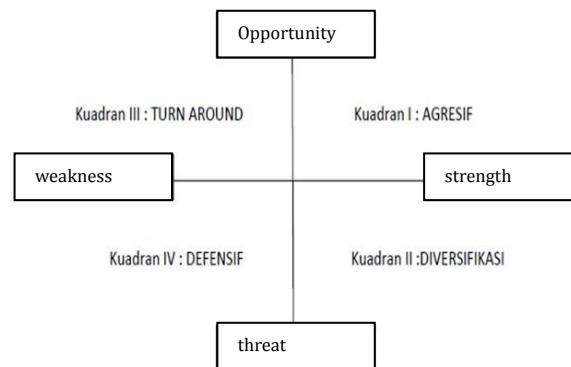 Opportunity
Kuadran III : TURN AROUND
Kuadran I : AGRESIF
weakness
strength
Kuadran IV : DEFENSIF
Kuadran II :DIVERSIFIKASI
threat